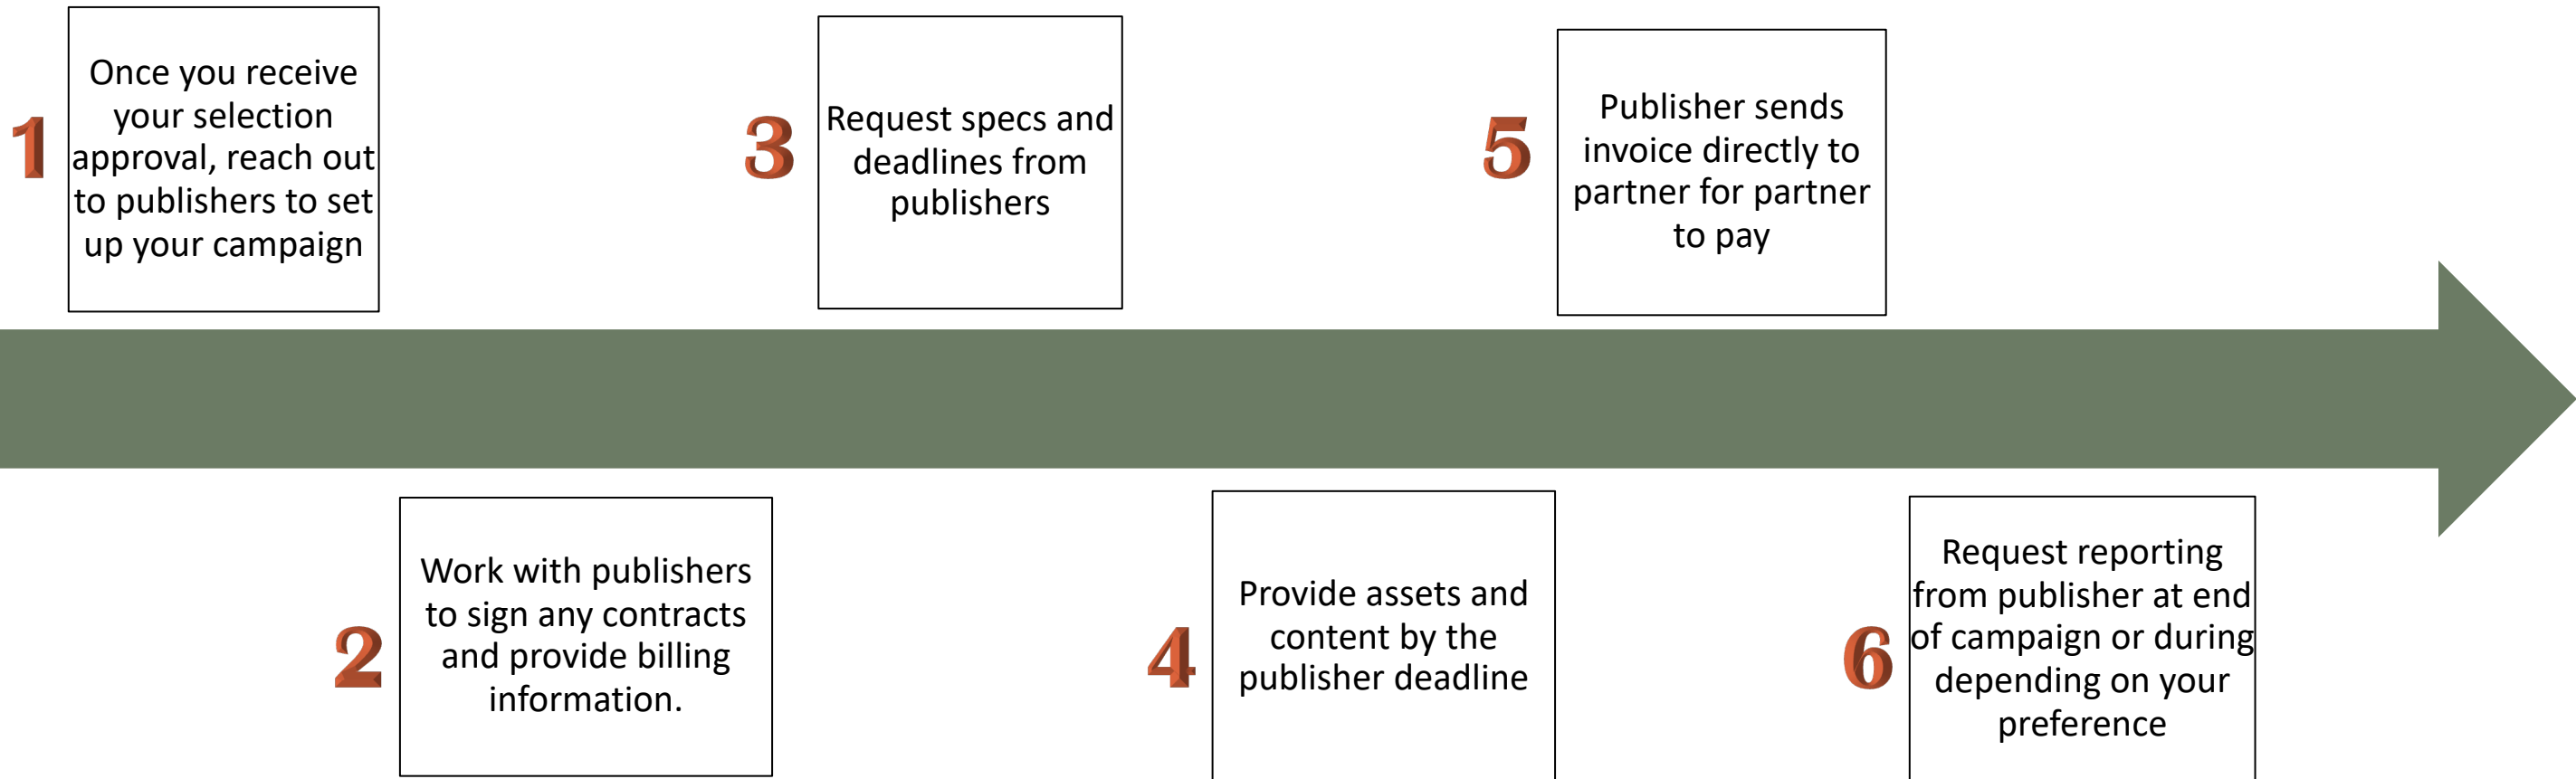 1
Once you receive
your selection
approval, reach out
to publishers to set
up your campaign
2
Work with publishers
to sign any contracts
and provide billing
information.
3
Request specs and
deadlines from
publishers
4
Provide assets and
content by the
publisher deadline
5
Publisher sends
invoice directly to
partner for partner
to pay
6
Request reporting
from publisher at end
of campaign or during
depending on your
preference